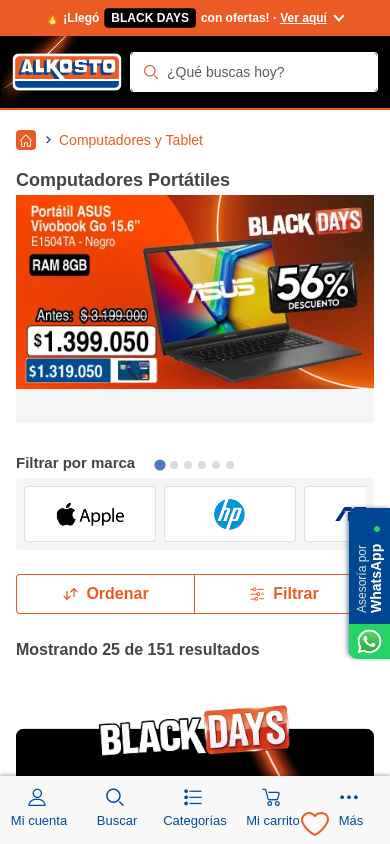 🔥 ¡Llegó BLACK DAYS con ofertas! · Ver aquí
ALKOSTO
¿Qué buscas hoy?
Computadores y Tablet
Computadores Portátiles
Portátil ASUS
Vivobook Go 15.6”
E1504TA - Negro
RAM 8GB
Antes: $ 3.199.000
$1.399.050
$1.319.050
BLACK DAYS
ASUS
56%
DESCUENTO
Filtrar por marca
Apple
hp
Ordenar
Filtrar
Asesoría por
WhatsApp
Mostrando 25 de 151 resultados
BLACK DAYS
Mi cuenta
Buscar
Categorías
Mi carrito
Más